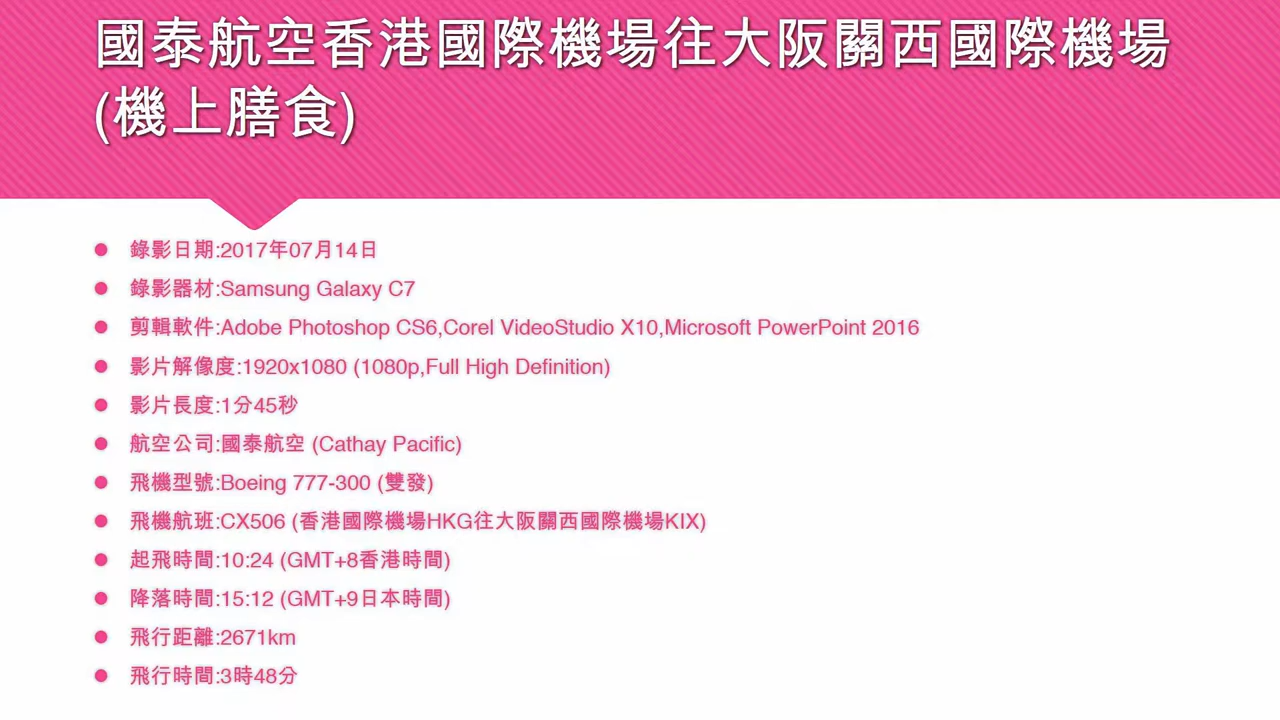 國泰航空香港國際機場往大阪關西國際機場
(機上膳食)
錄影日期:2017年07月14日
錄影器材:Samsung Galaxy C7
剪輯軟件:Adobe Photoshop CS6,Corel VideoStudio X10,Microsoft PowerPoint 2016
影片解像度:1920x1080 (1080p,Full High Definition)
影片長度:1分45秒
航空公司:國泰航空 (Cathay Pacific)
飛機型號:Boeing 777-300 (雙發)
飛機航班:CX506 (香港國際機場HKG往大阪關西國際機場KIX)
起飛時間:10:24 (GMT+8香港時間)
降落時間:15:12 (GMT+9日本時間)
飛行距離:2671km
飛行時間:3時48分